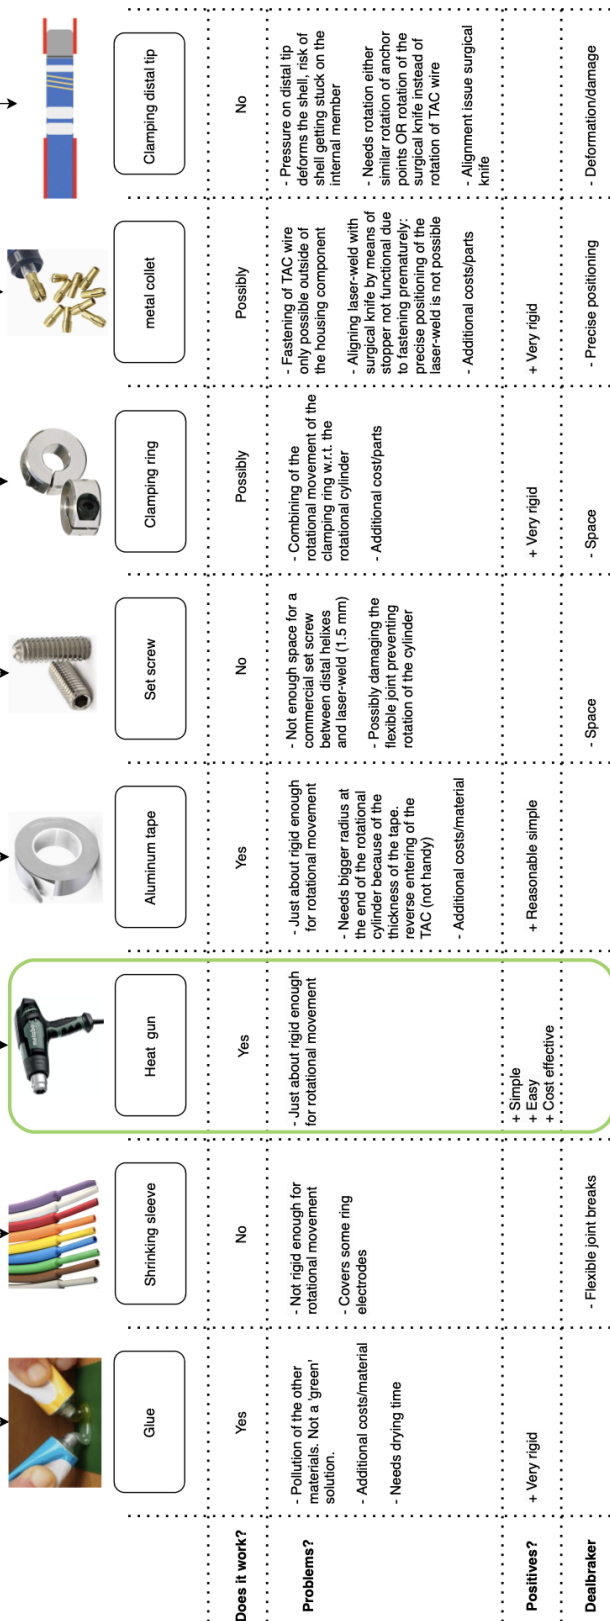 Glue
Shrinking sleeve
Heat gun
Aluminum tape
Set screw
Clamping ring
metal collet
Clamping distal tip
Does it work?
Yes
No
Yes
Yes
No
Possibly
Possibly
No
Problems?
- Pollution of the other
materials. Not a 'green'
solution.
- Additional costs/material
- Needs drying time
- Not rigid enough for
rotational movement
- Covers some ring
electrodes
- Just about rigid enough
for rotational movement
- Just about rigid enough
for rotational movement
- Needs bigger radius at
the end of the rotational
cylinder because of the
thickness of the tape.
reverse entering of the
TAC (not handy)
- Additional costs/material
- Not enough space for a
commercial set screw
between distal helixes
and laser-weld (1.5 mm)
- Possibly damaging the
flexible joint preventing
rotation of the cylinder
- Combining of the
rotational movement of the
clamping ring w.r.t. the
rotational cylinder
- Additional cost/parts
- Fastening of TAC wire
only possible outside of
the housing component
- Aligning laser-weld with
surgical knife by means of
stopper not functional due
to fastening prematurely:
precise positioning of the
laser-weld is not possible
- Additional costs/parts
- Pressure on distal tip
deforms the shell, risk of
shell getting stuck on the
internal member
- Needs rotation either
similar rotation of anchor
points OR rotation of the
surgical knife instead of
rotation of TAC wire
- Alignment issue surgical
knife
Positives?
+ Very rigid
+ Simple
+ Easy
+ Cost effective
+ Reasonable simple
+ Very rigid
+ Very rigid
Dealbraker
- Flexible joint breaks
- Space
- Space
- Precise positioning
- Deformation/damage